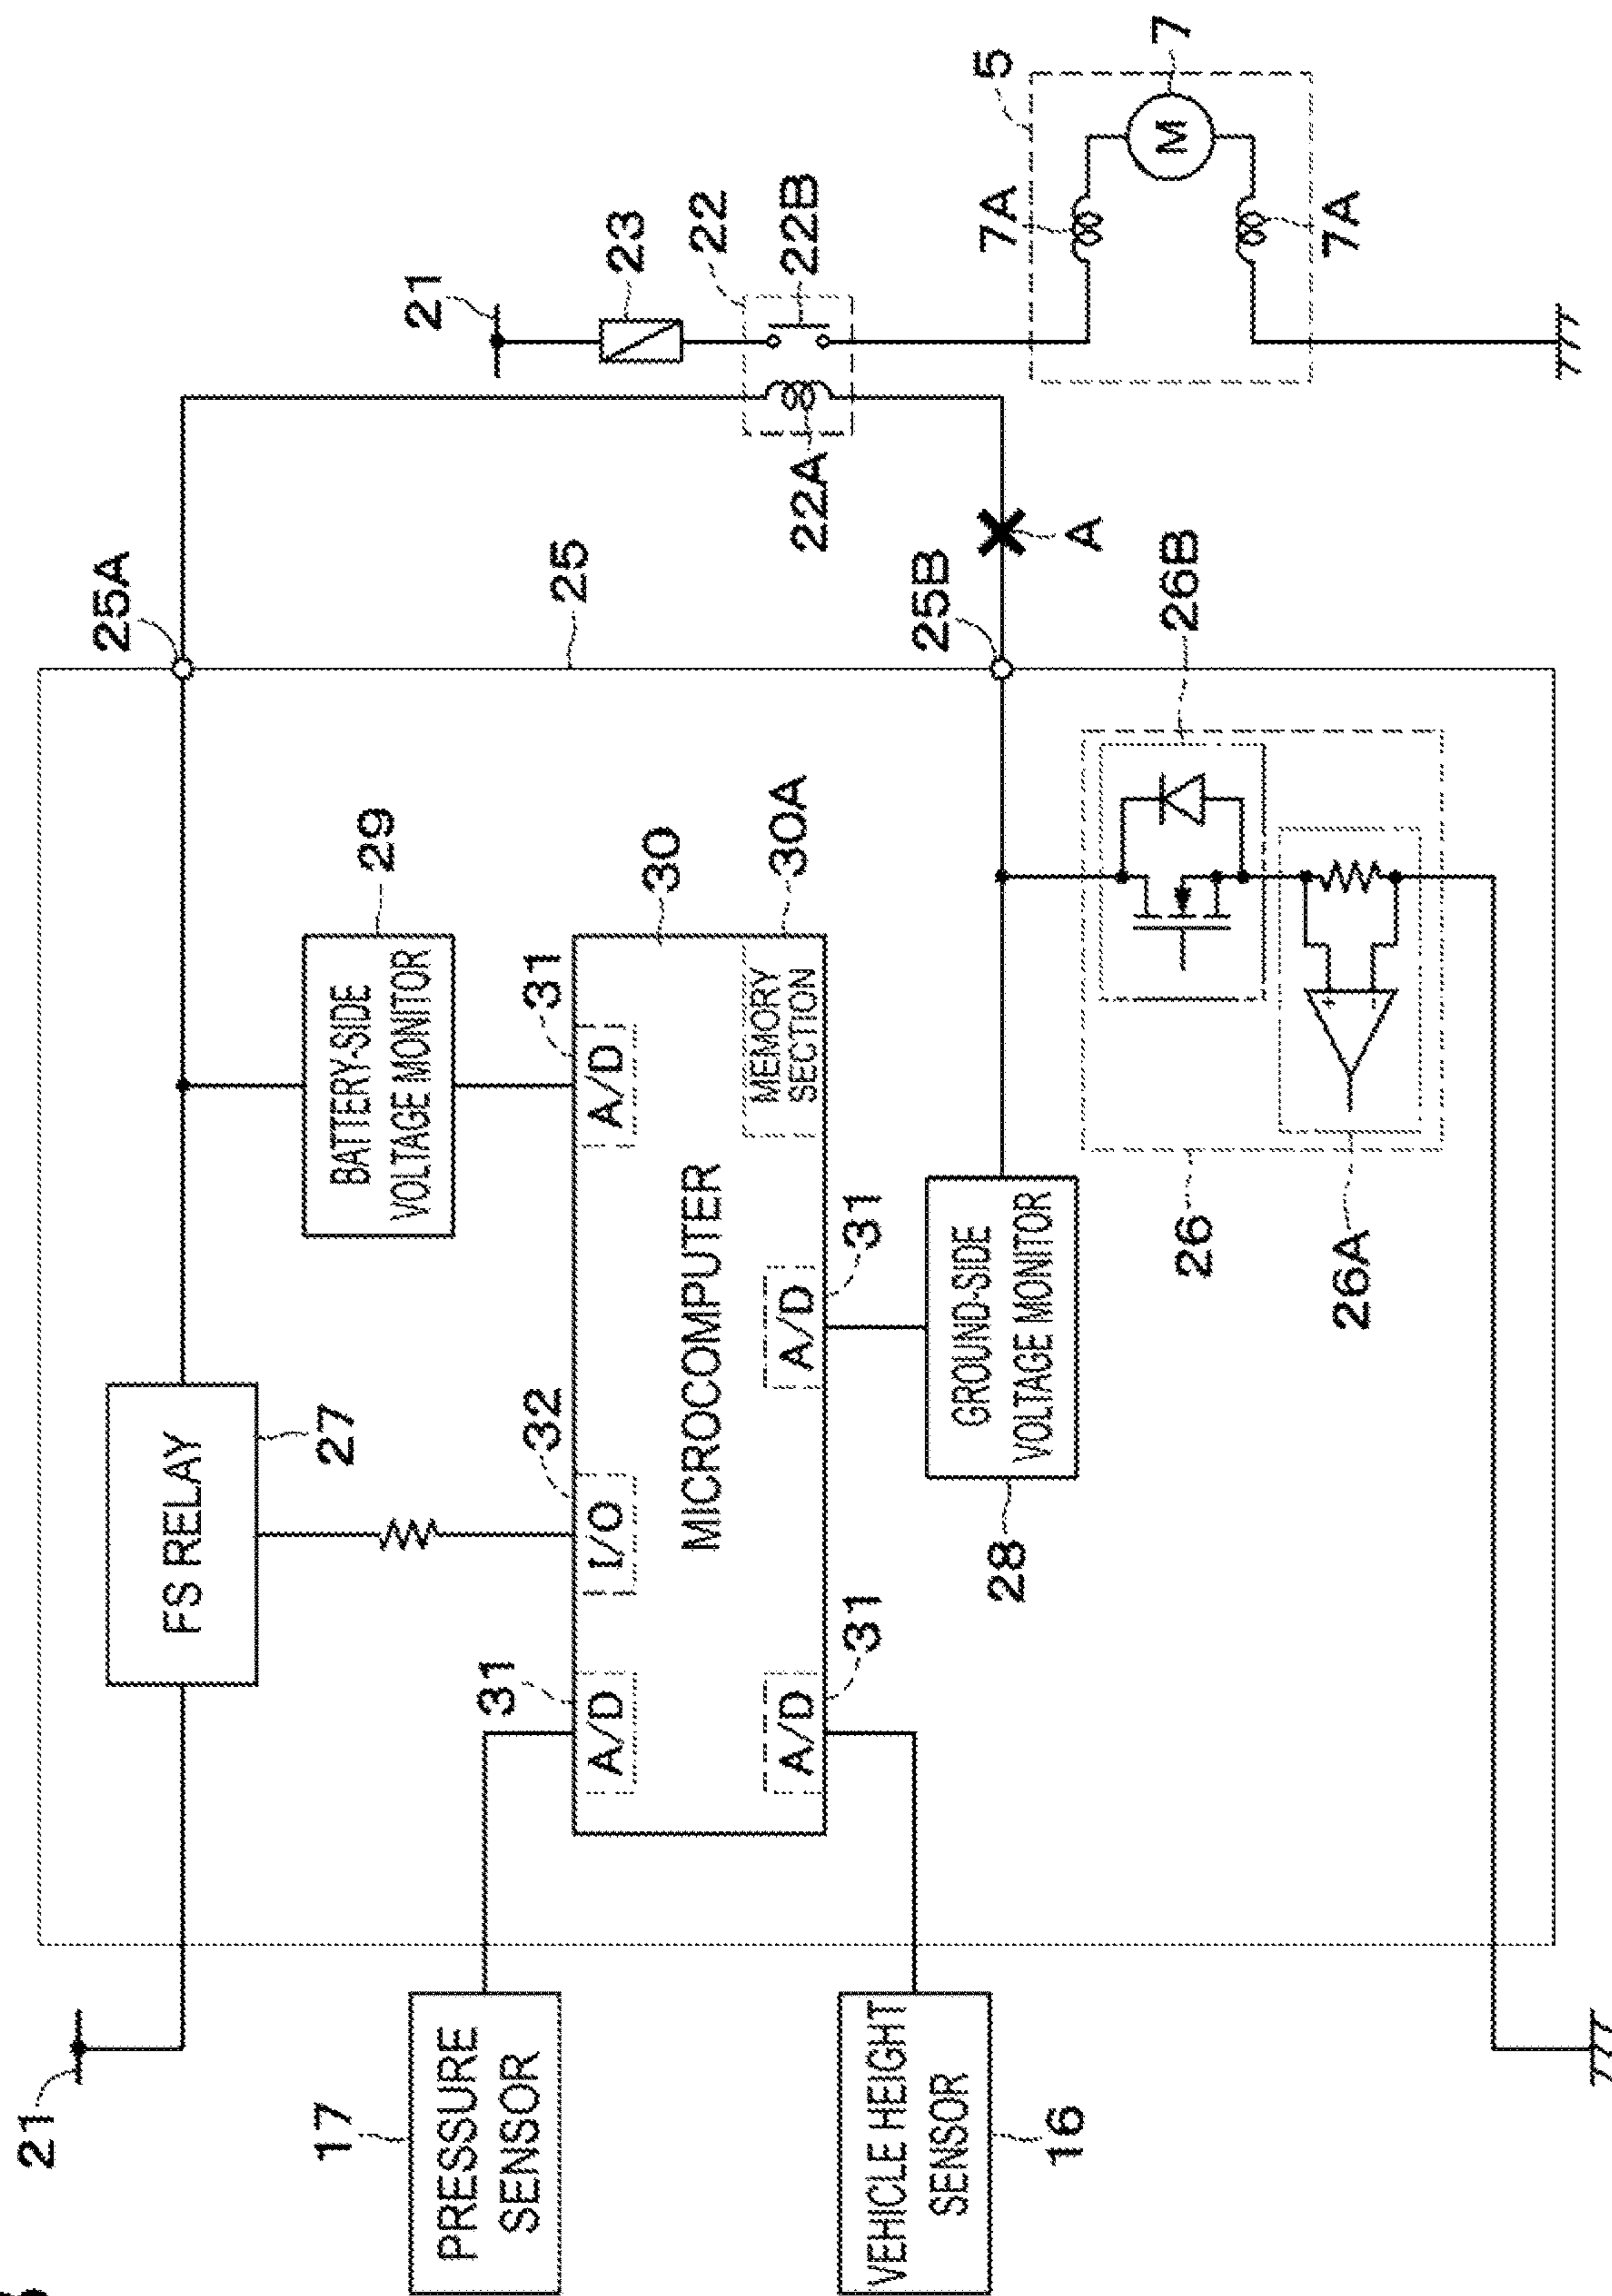 21
25A
FS RELAY
27
BATTERY-SIDE
VOLTAGE MONITOR
29
25
21
23
22
22B
22A
17
PRESSURE
SENSOR
31
A/D
32
I/O
31
A/D
30
MICROCOMPUTER
30A
MEMORY
SECTION
A/D
31
A/D
31
VEHICLE HEIGHT
SENSOR
16
GROUND-SIDE
VOLTAGE MONITOR
28
25B
A
26B
26
26A
+
-
5
7A
M
7
7A